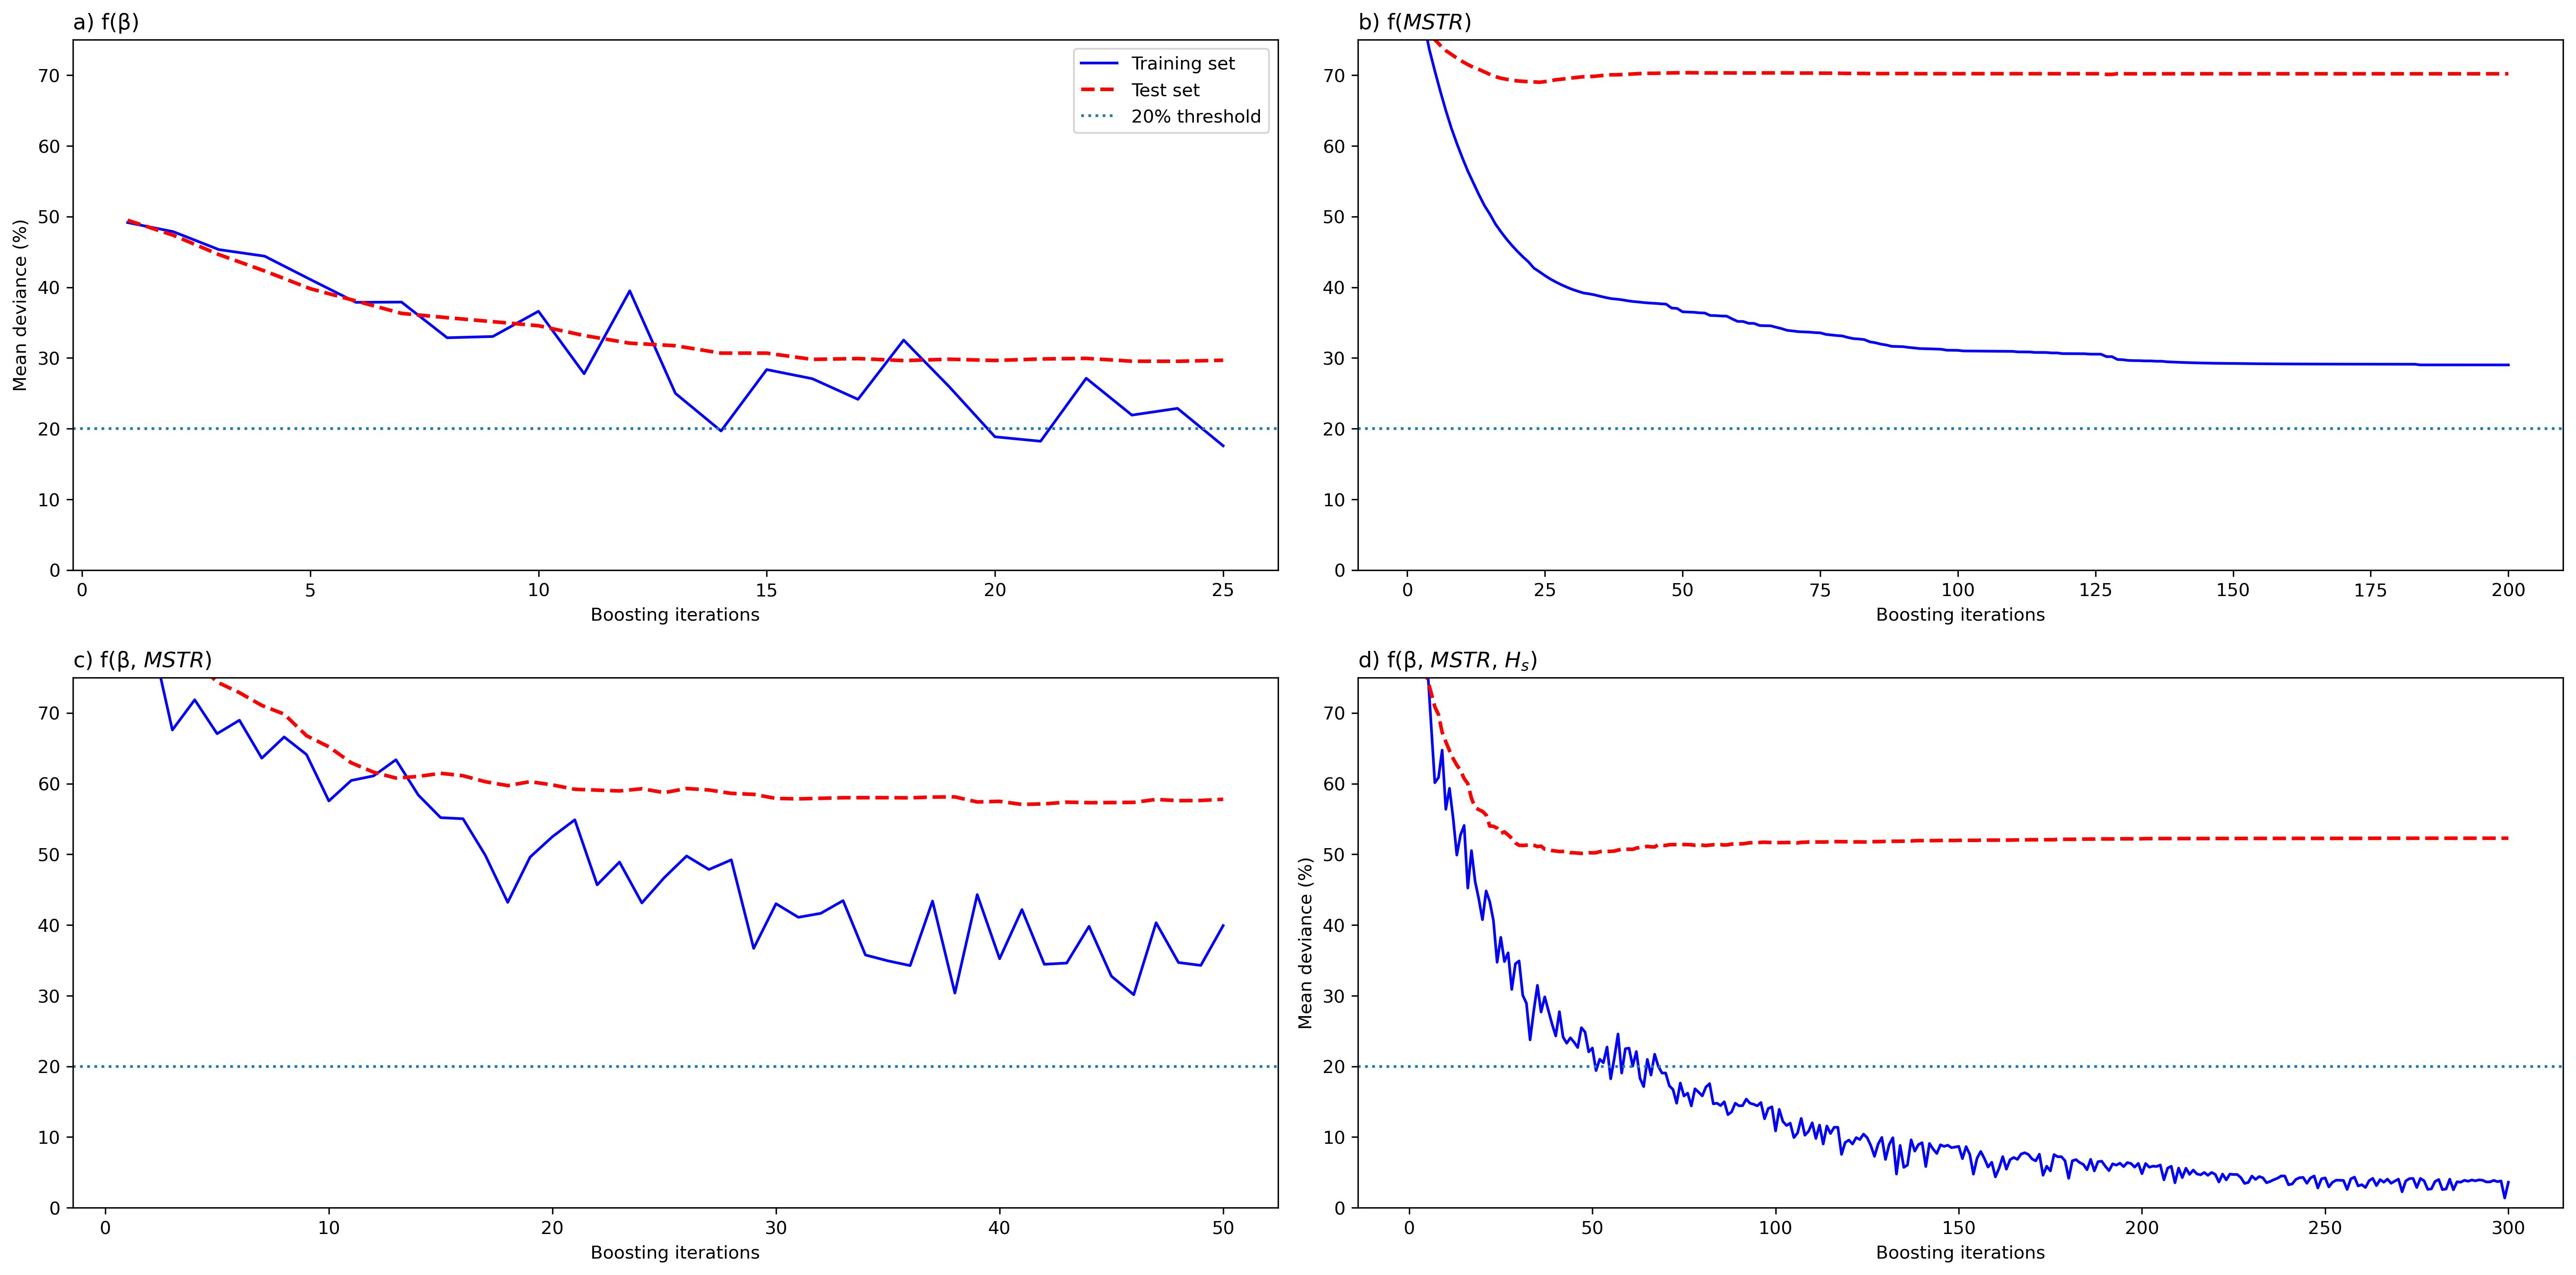 a) f(β)
Mean deviance (%)
70
60
50
40
30
20
10
0
Training set
Test set
20% threshold
0 5 10 15 20 25
Boosting iterations
b) f(MSTR)
70
60
50
40
30
20
10
0
0 25 50 75 100 125 150 175 200
Boosting iterations
c) f(β, MSTR)
70
60
50
40
30
20
10
0
0 10 20 30 40 50
Boosting iterations
d) f(β, MSTR, Hₛ)
Mean deviance (%)
70
60
50
40
30
20
10
0
0 50 100 150 200 250 300
Boosting iterations